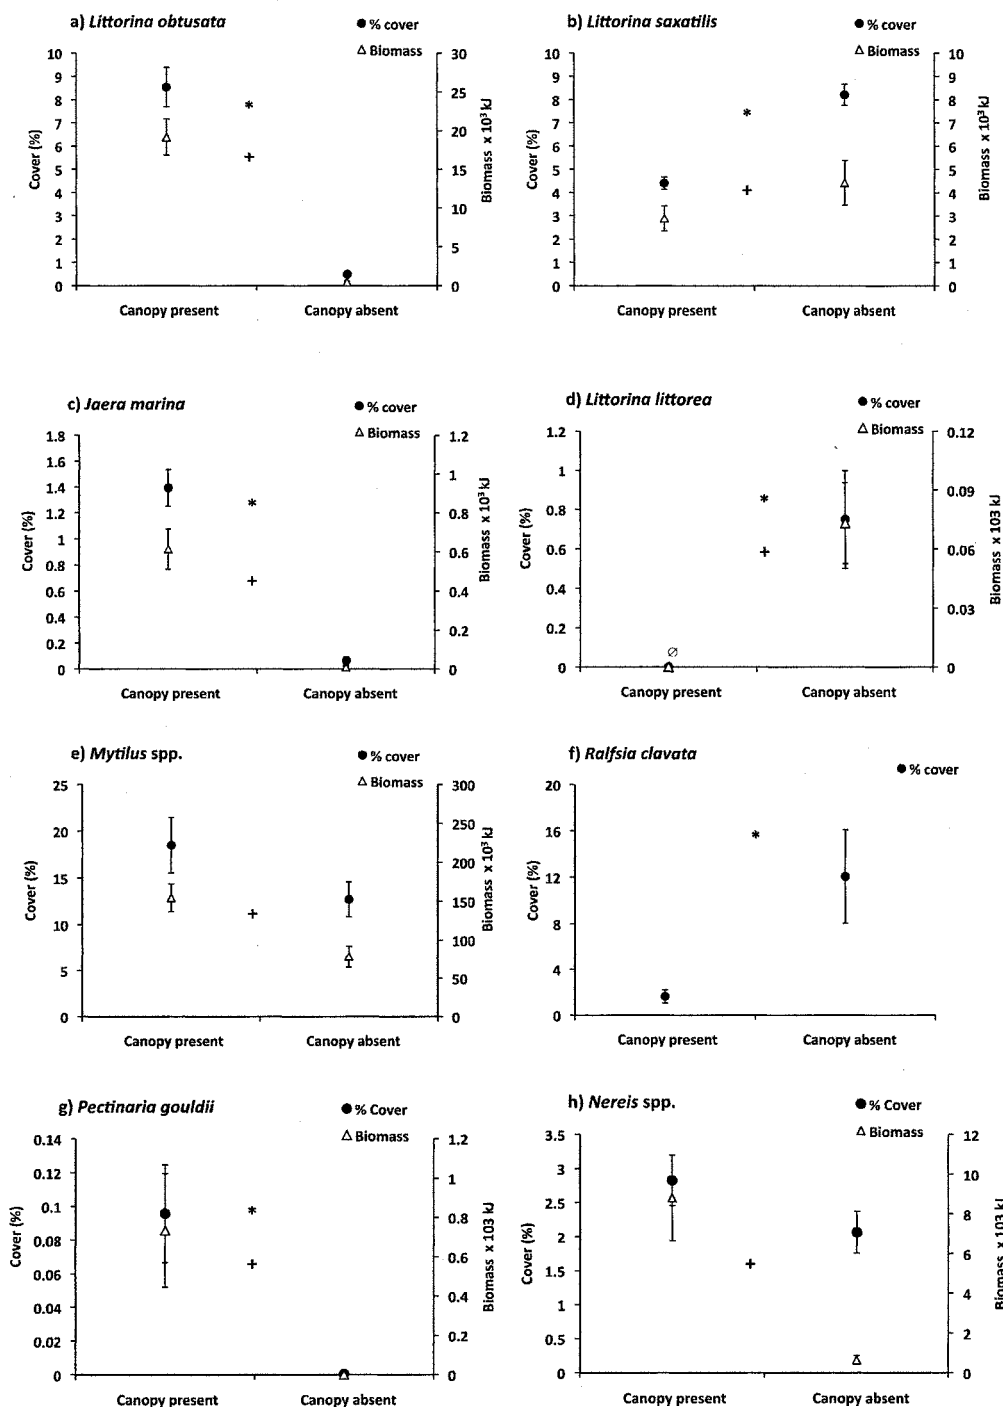 a) Littorina obtusata
● % cover
△ Biomass
10
9
8
7
6
5
4
3
2
1
0
Cover (%)
30
25
20
15
10
5
0
Biomass x 10³ kJ
*
+
Canopy present
Canopy absent
b) Littorina saxatilis
● % cover
△ Biomass
10
9
8
7
6
5
4
3
2
1
0
Cover (%)
10
9
8
7
6
5
4
3
2
1
0
Biomass x 10³ kJ
*
+
Canopy present
Canopy absent
c) Jaera marina
● % cover
△ Biomass
1.8
1.6
1.4
1.2
1
0.8
0.6
0.4
0.2
0
Cover (%)
1.2
1
0.8
0.6
0.4
0.2
0
Biomass x 10³ kJ
*
+
Canopy present
Canopy absent
d) Littorina littorea
● % cover
△ Biomass
1.2
1
0.8
0.6
0.4
0.2
0
Cover (%)
0.12
0.09
0.06
0.03
0
Biomass x 103 kJ
*
+
∅
Canopy present
Canopy absent
e) Mytilus spp.
● % cover
△ Biomass
25
20
15
10
5
0
Cover (%)
300
250
200
150
100
50
0
Biomass x 10³ kJ
+
Canopy present
Canopy absent
f) Ralfsia clavata
● % cover
20
16
12
8
4
0
Cover (%)
*
Canopy present
Canopy absent
g) Pectinaria gouldii
● % Cover
△ Biomass
0.14
0.12
0.1
0.08
0.06
0.04
0.02
0
Cover (%)
1.2
1
0.8
0.6
0.4
0.2
0
Biomass x 103 kJ
*
+
Canopy present
Canopy absent
h) Nereis spp.
● % Cover
△ Biomass
3.5
3
2.5
2
1.5
1
0.5
0
Cover (%)
12
10
8
6
4
2
0
Biomass x 103 kJ
+
Canopy present
Canopy absent